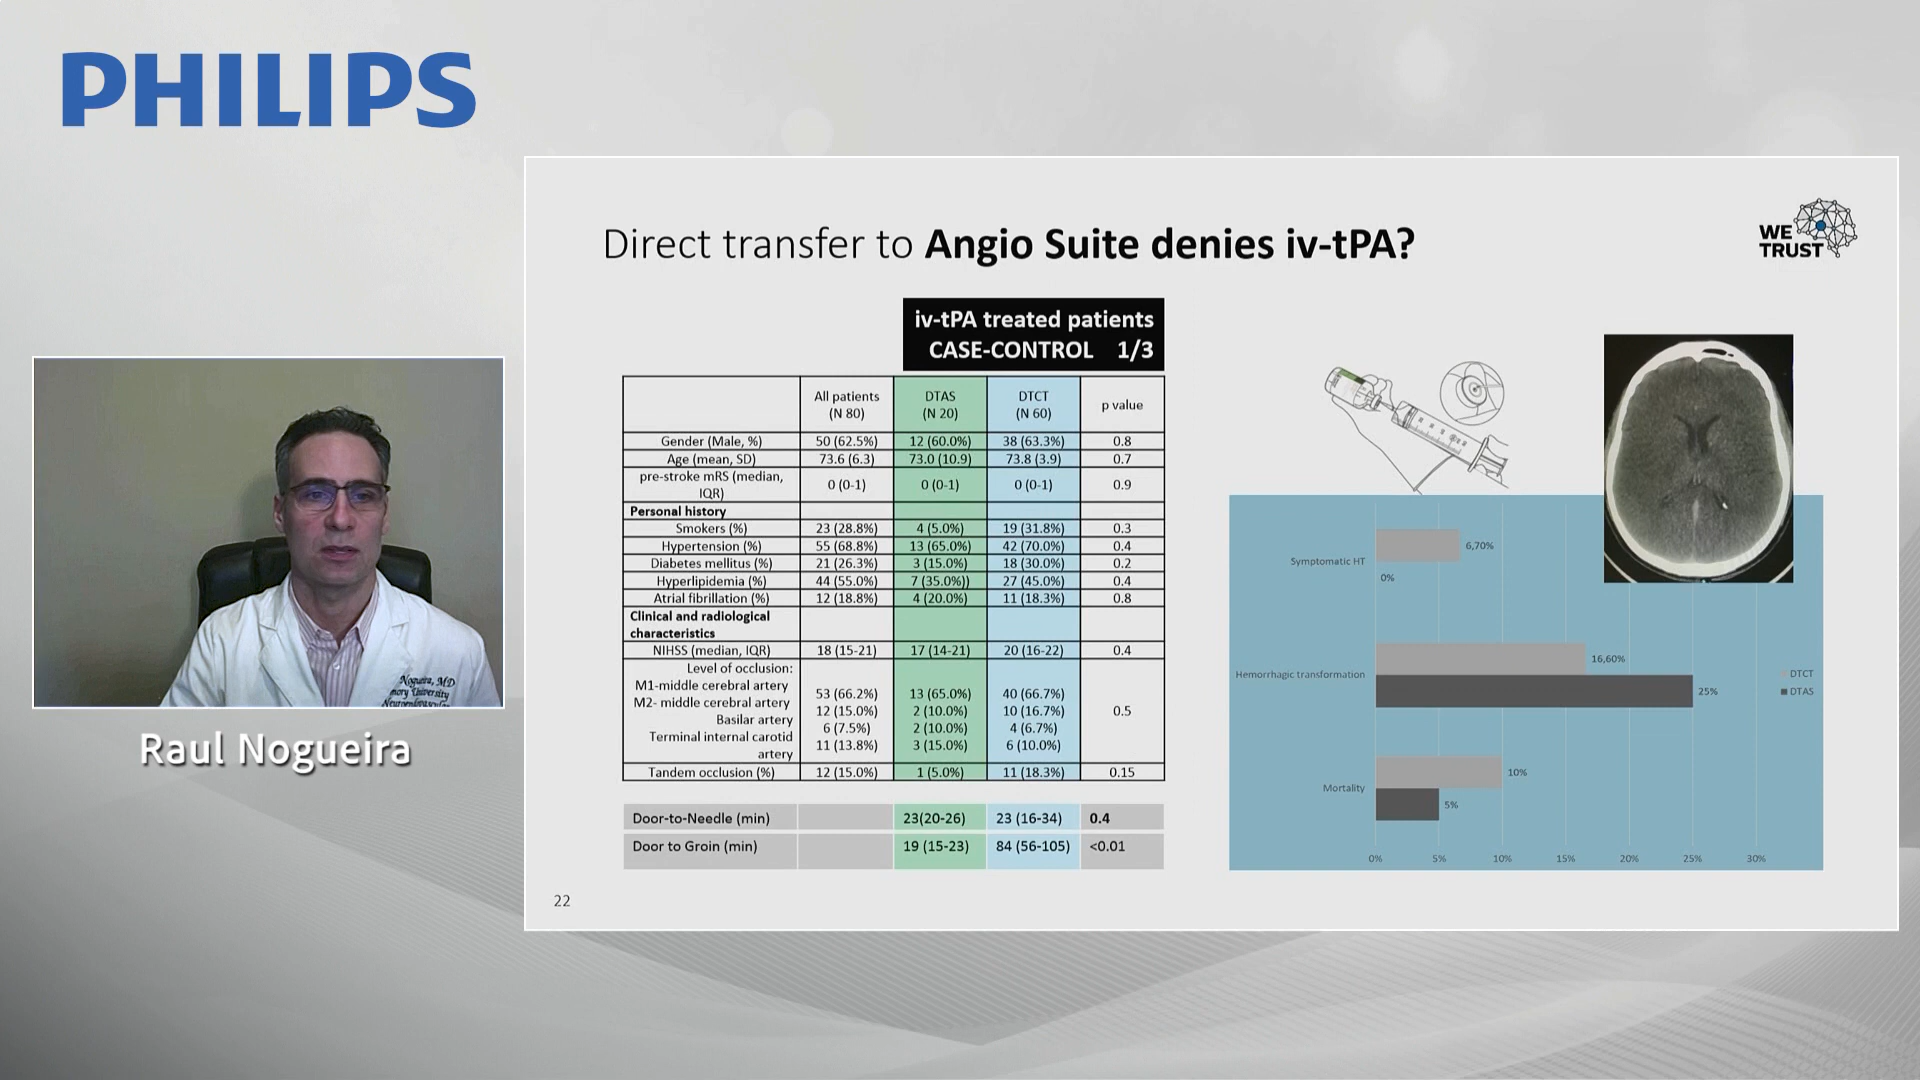 PHILIPS
Direct transfer to Angio Suite denies iv-tPA?
WE
TRUST
iv-tPA treated patients
CASE-CONTROL 1/3
All patients (N 80) DTAS (N 20) DTCT (N 60) p value
Gender (Male, %) 50 (62.5%) 12 (60.0%) 38 (63.3%) 0.8
Age (mean, SD) 73.6 (6.3) 73.0 (10.9) 73.8 (3.9) 0.7
pre-stroke mRS (median, IQR) 0 (0-1) 0 (0-1) 0 (0-1) 0.9
Personal history
Smokers (%) 23 (28.8%) 4 (5.0%) 19 (31.8%) 0.3
Hypertension (%) 55 (68.8%) 13 (65.0%) 42 (70.0%) 0.4
Diabetes mellitus (%) 21 (26.3%) 3 (15.0%) 18 (30.0%) 0.2
Hyperlipidemia (%) 44 (55.0%) 7 (35.0%)) 27 (45.0%) 0.4
Atrial fibrillation (%) 12 (18.8%) 4 (20.0%) 11 (18.3%) 0.8
Clinical and radiological
characteristics
NIHSS (median, IQR) 18 (15-21) 17 (14-21) 20 (16-22) 0.4
Level of occlusion:
M1-middle cerebral artery 53 (66.2%) 13 (65.0%) 40 (66.7%)
M2- middle cerebral artery 12 (15.0%) 2 (10.0%) 10 (16.7%) 0.5
Basilar artery 6 (7.5%) 2 (10.0%) 4 (6.7%)
Terminal internal carotid artery 11 (13.8%) 3 (15.0%) 6 (10.0%)
Tandem occlusion (%) 12 (15.0%) 1 (5.0%) 11 (18.3%) 0.15
Door-to-Needle (min) 23(20-26) 23 (16-34) 0.4
Door to Groin (min) 19 (15-23) 84 (56-105) <0.01
22
Symptomatic HT 6,70%
0%
Hemorrhagic transformation 16,60%
25%
Mortality 10%
5%
0% 5% 10% 15% 20% 25% 30%
DTCT
DTAS
Nogueira, MD
University
Raul Nogueira